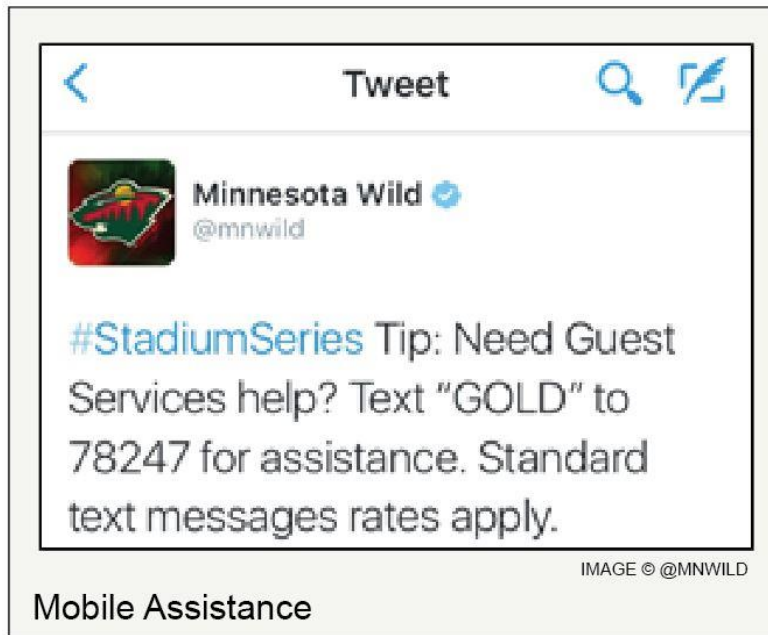 Tweet
Minnesota Wild
@mnwild
#StadiumSeries Tip: Need Guest
Services help? Text “GOLD” to
78247 for assistance. Standard
text messages rates apply.
IMAGE © @MNWILD
Mobile Assistance